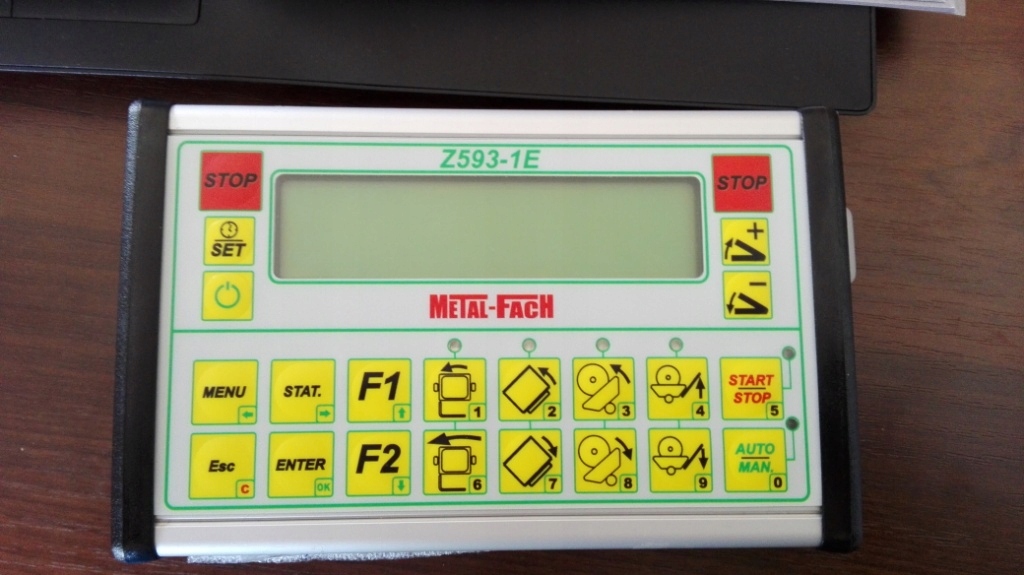 Z593-1E
STOP
STOP
SET
+
-
METAL-FACH
MENU
STAT.
F1
1
2
3
4
START
STOP
5
Esc
C
ENTER
OK
F2
6
7
8
9
AUTO
MAN.
0